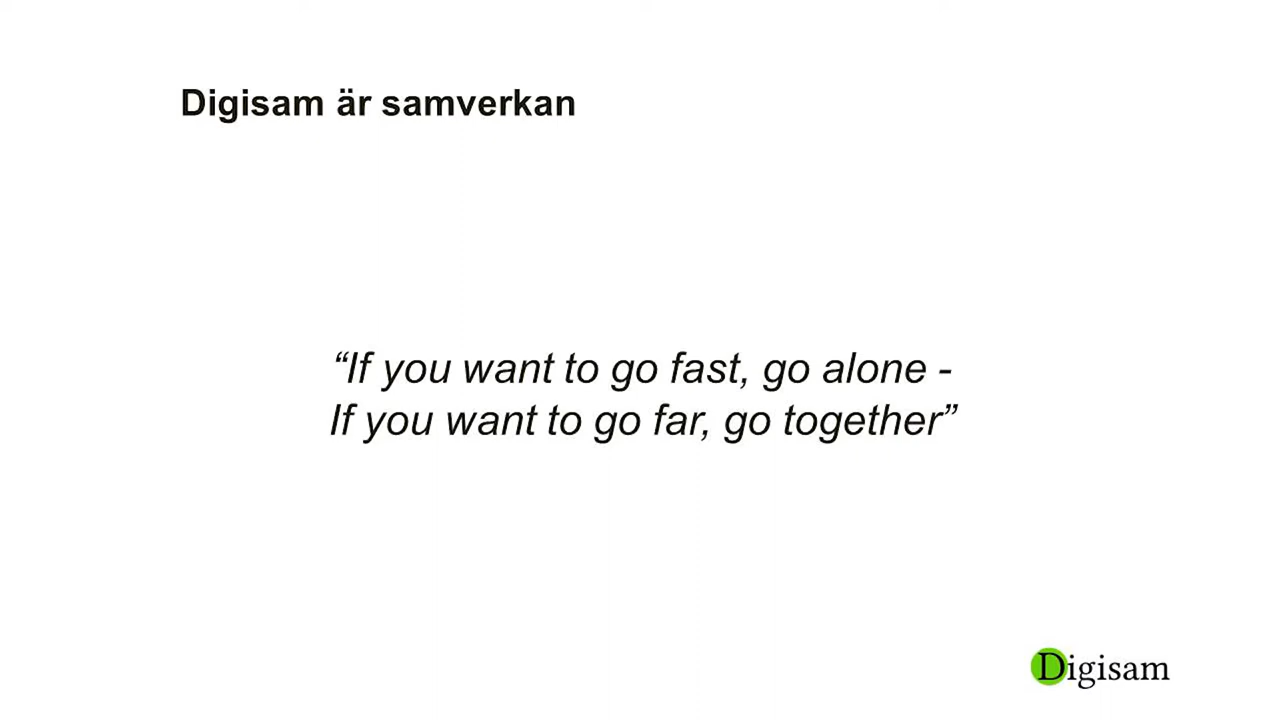 Digisam är samverkan
“If you want to go fast, go alone -
If you want to go far, go together”
Digisam